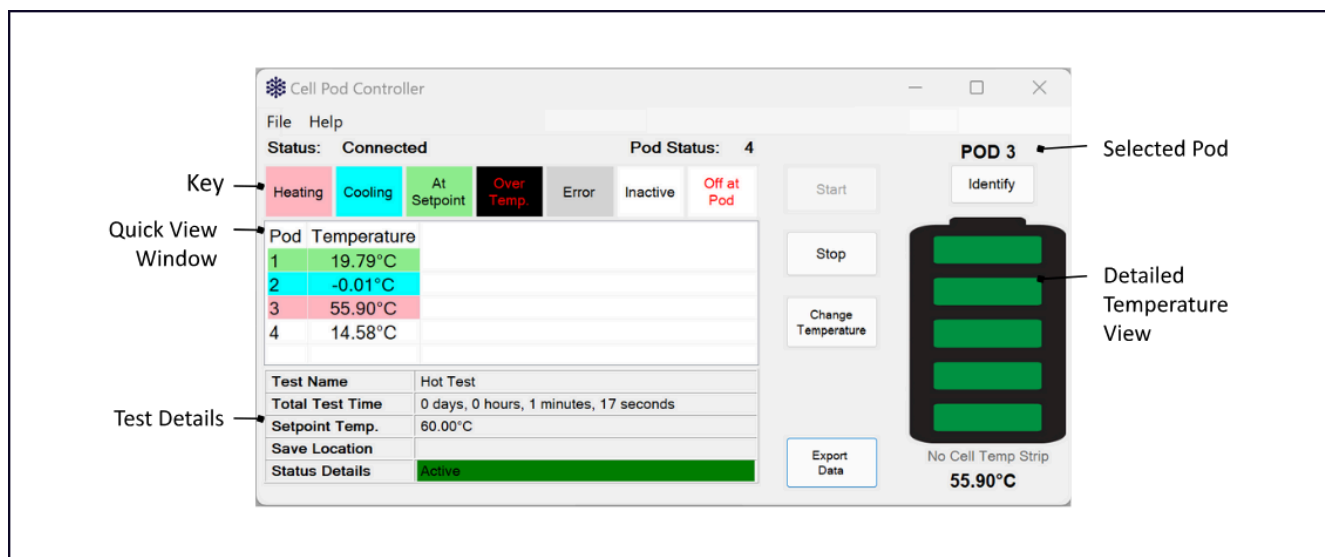 Cell Pod Controller
File Help
Status: Connected Pod Status: 4
POD 3
Selected Pod
Key
Heating Cooling At Setpoint Over Temp. Error Inactive Off at Pod
Start
Identify
Quick View Window
Pod Temperature
1 19.79°C
2 -0.01°C
3 55.90°C
4 14.58°C
Stop
Change Temperature
Detailed Temperature View
Test Details
Test Name Hot Test
Total Test Time 0 days, 0 hours, 1 minutes, 17 seconds
Setpoint Temp. 60.00°C
Save Location
Status Details Active
Export Data
No Cell Temp Strip
55.90°C